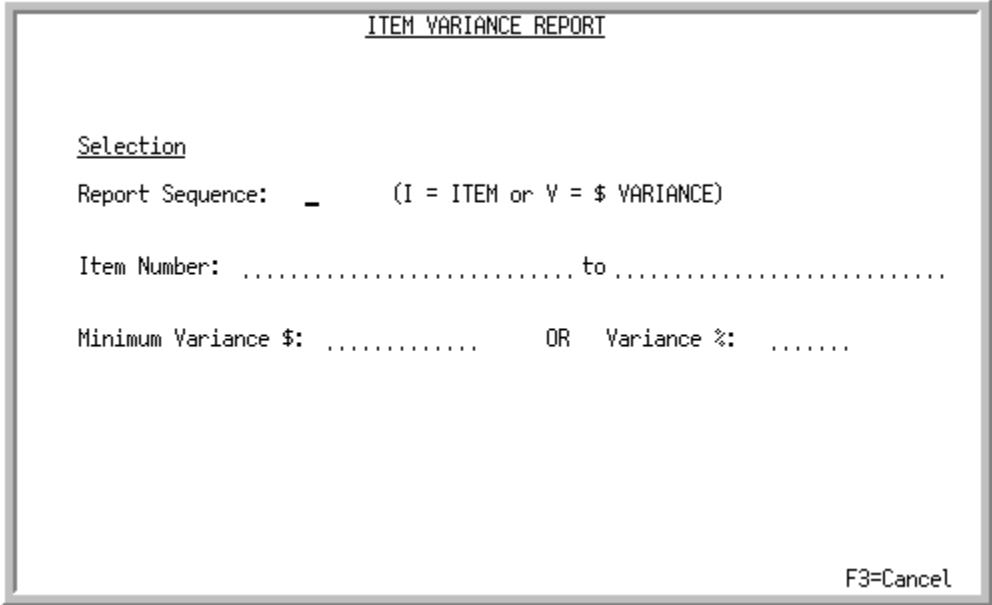 ITEM VARIANCE REPORT
Selection
Report Sequence: _ (I = ITEM or V = $ VARIANCE)
Item Number: ............................ to ............................
Minimum Variance $: ............. OR Variance %: .......
F3=Cancel